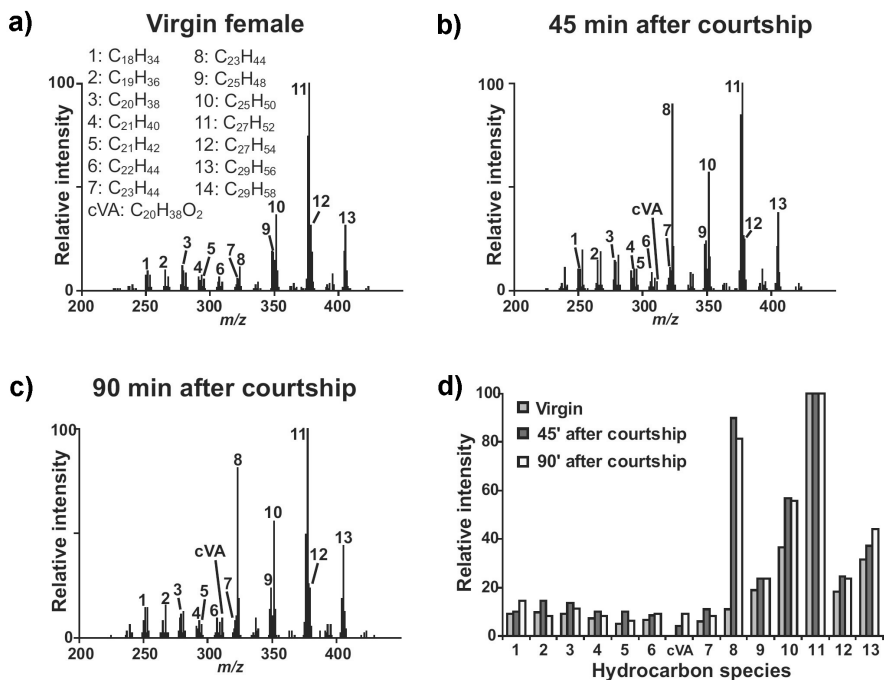 a)
Virgin female
1: C₁₈H₃₄
2: C₁₉H₃₆
3: C₂₀H₃₈
4: C₂₁H₄₀
5: C₂₁H₄₂
6: C₂₂H₄₄
7: C₂₃H₄₄
cVA: C₂₀H₃₈O₂
8: C₂₃H₄₄
9: C₂₅H₄₈
10: C₂₅H₅₀
11: C₂₇H₅₂
12: C₂₇H₅₄
13: C₂₉H₅₆
14: C₂₉H₅₈
Relative intensity
100
0
1 2 3 4 5 6 7 8 9 10 11 12 13
200 250 300 350 400
m/z
b)
45 min after courtship
Relative intensity
100
0
1 2 3 4 5 6 cVA 7 8 9 10 11 12 13
200 250 300 350 400
m/z
c)
90 min after courtship
Relative intensity
100
0
1 2 3 4 5 6 cVA 7 8 9 10 11 12 13
200 250 300 350 400
m/z
d)
Virgin
45' after courtship
90' after courtship
Relative intensity
100
80
60
40
20
0
1 2 3 4 5 6 cVA 7 8 9 10 11 12 13
Hydrocarbon species